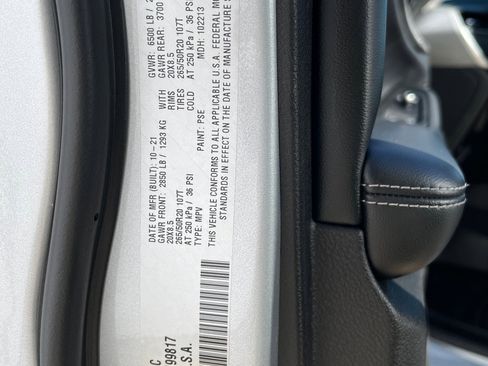 DATE OF MFR (BUILT): 10-21 GVWR: 6500 LB /
GAWR FRONT: 2850 LB / 1293 KG WITH GAWR REAR: 3700
20X8.5 RIMS 20X8.5
265/50R20 107T TIRES 265/50R20 107T
AT 250 kPa / 36 PSI COLD AT 250 kPa / 36 PSI
TYPE: MPV PAINT: PSE MDH: 102213
THIS VEHICLE CONFORMS TO ALL APPLICABLE U.S.A. FEDERAL
STANDARDS IN EFFECT ON THE DATE OF MANUFACTURE
C
99817
.S.A.